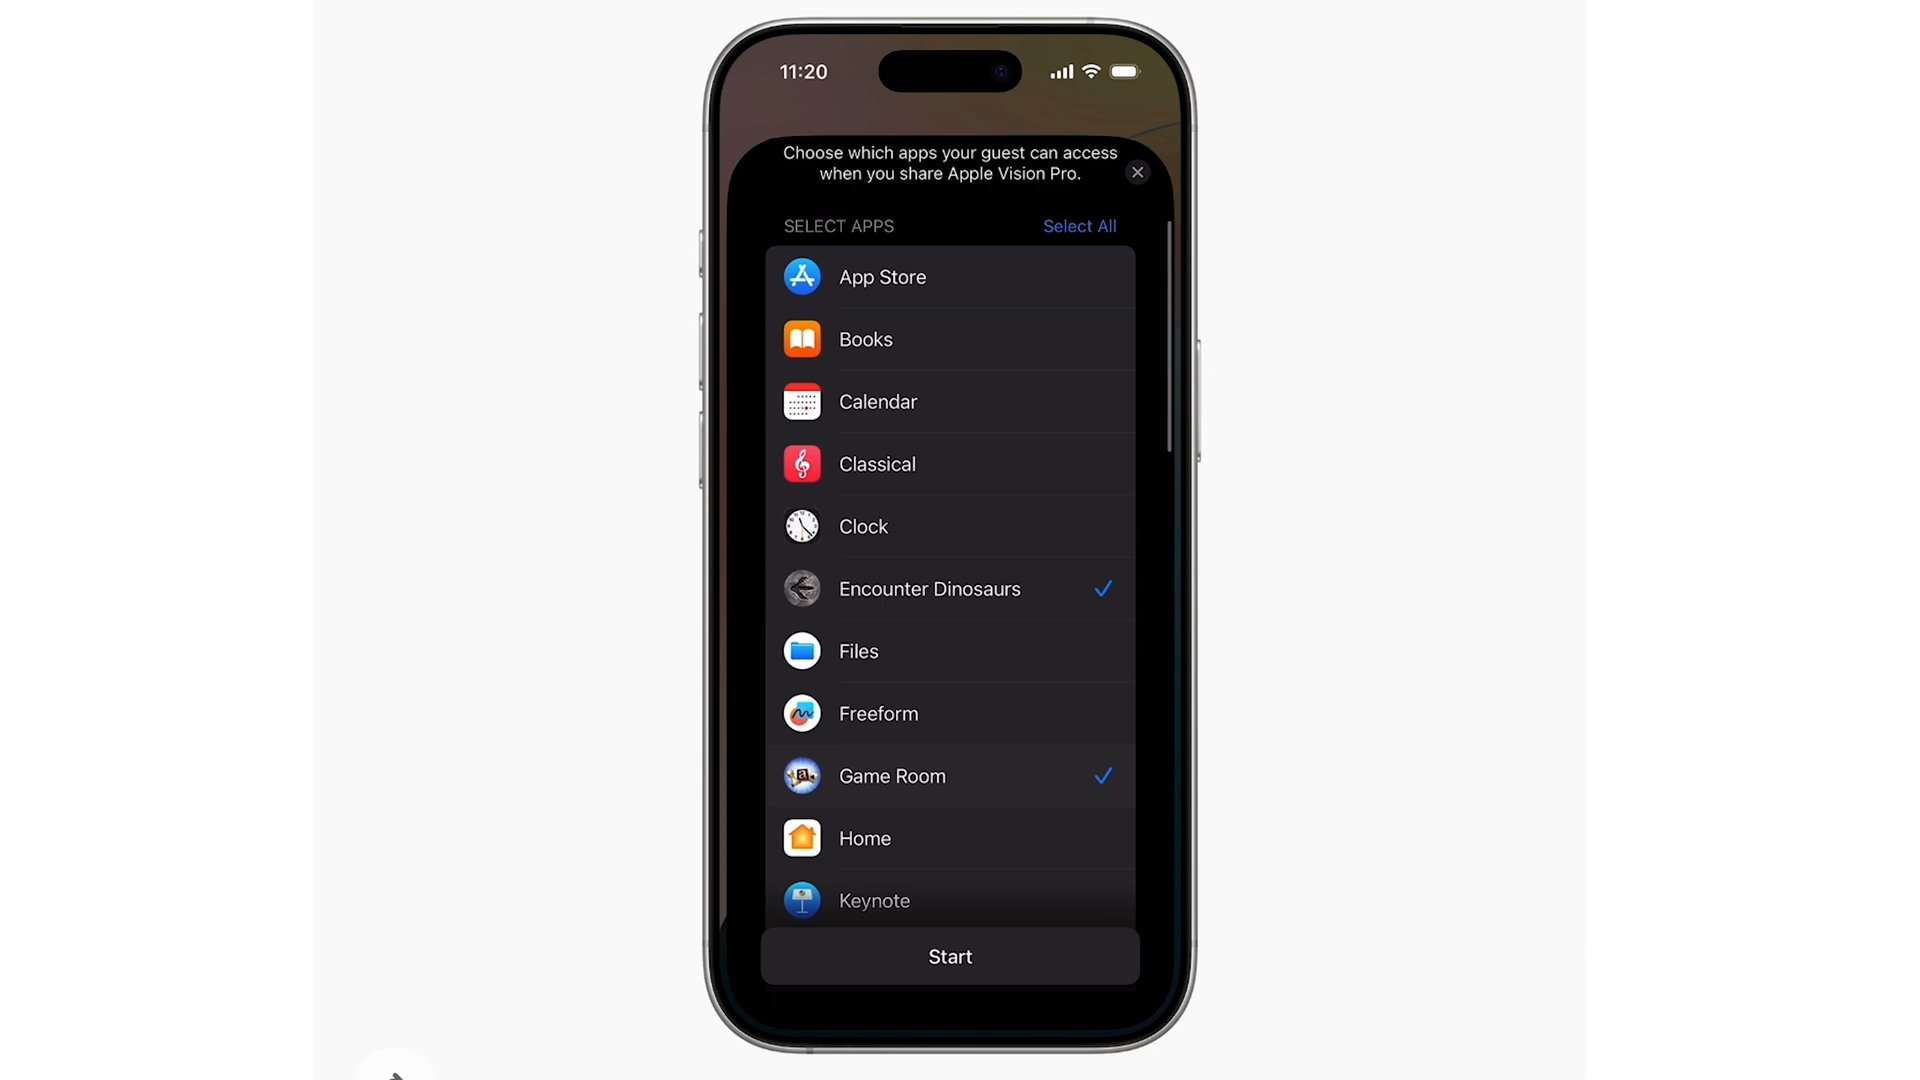 11:20
Choose which apps your guest can access
when you share Apple Vision Pro.
SELECT APPS
Select All
App Store
Books
Calendar
Classical
Clock
Encounter Dinosaurs
Files
Freeform
Game Room
Home
Keynote
Start